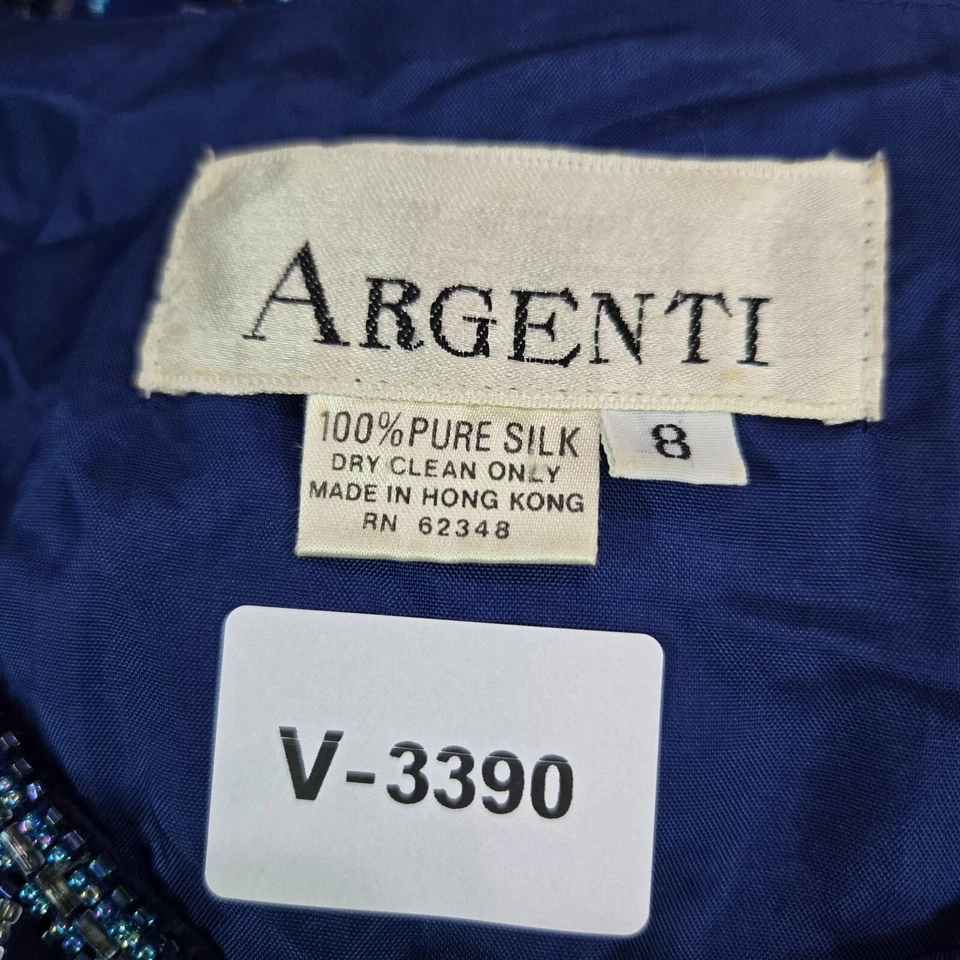 ARGENTI
100% PURE SILK
DRY CLEAN ONLY
MADE IN HONG KONG
RN 62348
8
V-3390